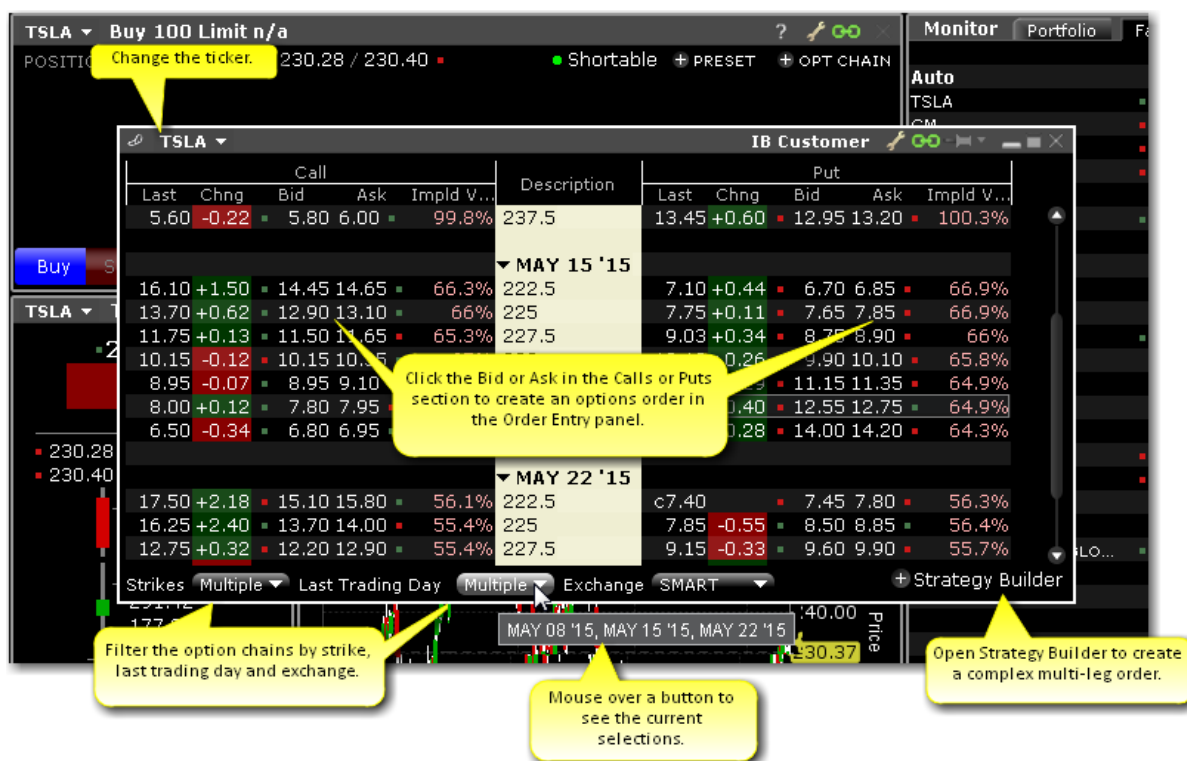 TSLA Buy 100 Limit n/a ?
Monitor Portfolio
Change the ticker.
230.28 / 230.40 Shortable + PRESET + OPT CHAIN
Auto
TSLA
GM
TSLA IB Customer
Call Description Put
Last Chng Bid Ask Impld V... Last Chng Bid Ask Impld V...
5.60 -0.22 5.80 6.00 99.8% 237.5 13.45 +0.60 12.95 13.20 100.3%
Buy
MAY 15 '15
16.10 +1.50 14.45 14.65 66.3% 222.5 7.10 +0.44 6.70 6.85 66.9%
TSLA
13.70 +0.62 12.90 13.10 66% 225 7.75 +0.11 7.65 7.85 66.9%
11.75 +0.13 11.50 11.65 65.3% 227.5 9.03 +0.34 8.75 8.90 66%
10.15 -0.12 10.15 9.90 10.10 65.8%
8.95 -0.07 8.95 9.10 11.15 11.35 64.9%
8.00 +0.12 7.80 7.95 12.55 12.75 64.9%
6.50 -0.34 6.80 6.95 14.00 14.20 64.3%
Click the Bid or Ask in the Calls or Puts
section to create an options order in
the Order Entry panel.
230.28
230.40
MAY 22 '15
17.50 +2.18 15.10 15.80 56.1% 222.5 c7.40 7.45 7.80 56.3%
16.25 +2.40 13.70 14.00 55.4% 225 7.85 -0.55 8.50 8.85 56.4%
12.75 +0.32 12.20 12.90 55.4% 227.5 9.15 -0.33 9.60 9.90 55.7%
Strikes Multiple Last Trading Day Multiple Exchange SMART + Strategy Builder
MAY 08 '15, MAY 15 '15, MAY 22 '15
Price
Filter the option chains by strike,
last trading day and exchange.
Mouse over a button to
see the current
selections.
Open Strategy Builder to create
a complex multi-leg order.